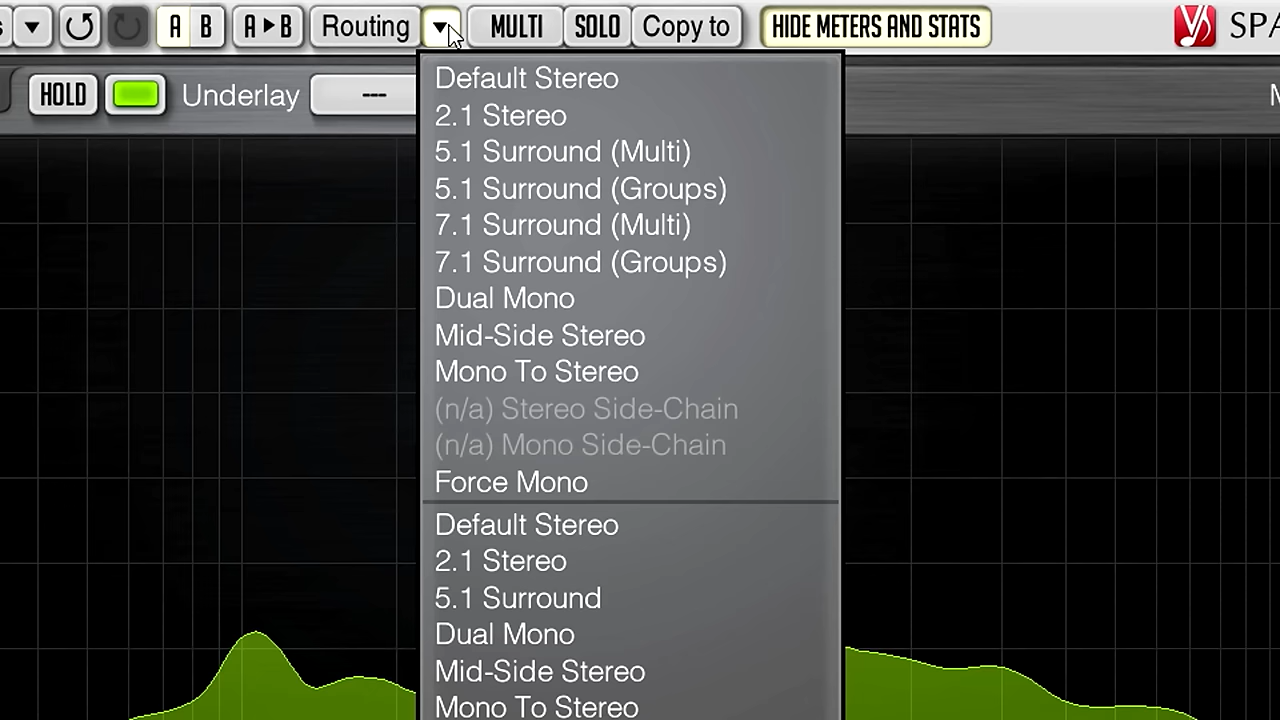 A B A B Routing MULTI SOLO Copy to HIDE METERS AND STATS
HOLD Underlay ---
Default Stereo
2.1 Stereo
5.1 Surround (Multi)
5.1 Surround (Groups)
7.1 Surround (Multi)
7.1 Surround (Groups)
Dual Mono
Mid-Side Stereo
Mono To Stereo
(n/a) Stereo Side-Chain
(n/a) Mono Side-Chain
Force Mono
Default Stereo
2.1 Stereo
5.1 Surround
Dual Mono
Mid-Side Stereo
Mono To Stereo